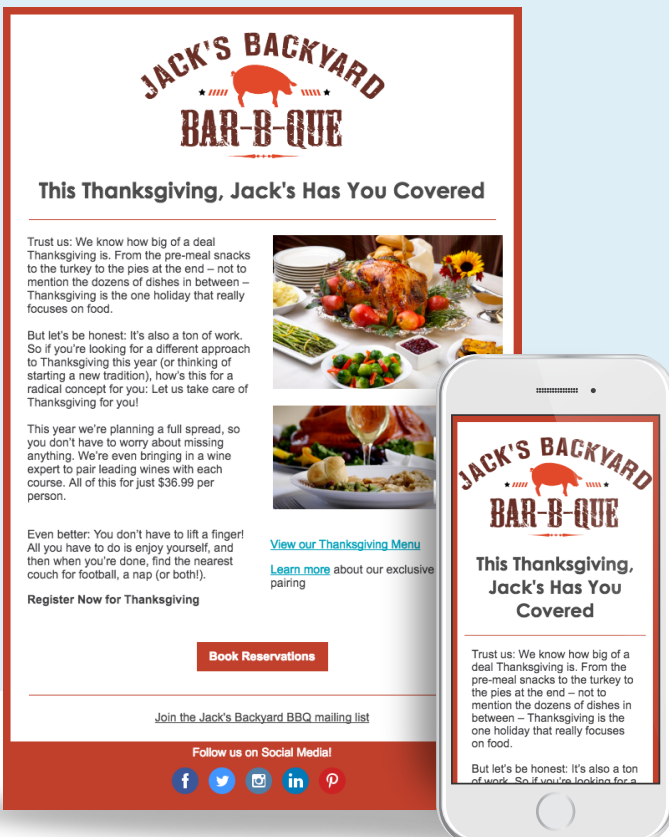 JACK'S BACKYARD
BAR-B-QUE
This Thanksgiving, Jack's Has You Covered
Trust us: We know how big of a deal
Thanksgiving is. From the pre-meal snacks
to the turkey to the pies at the end – not to
mention the dozens of dishes in between –
Thanksgiving is the one holiday that really
focuses on food.
But let's be honest: It's also a ton of work.
So if you're looking for a different approach
to Thanksgiving this year (or thinking of
starting a new tradition), how's this for a
radical concept for you: Let us take care of
Thanksgiving for you!
This year we're planning a full spread, so
you don't have to worry about missing
anything. We're even bringing in a wine
expert to pair leading wines with each
course. All of this for just $36.99 per
person.
Even better: You don't have to lift a finger!
All you have to do is enjoy yourself, and
then when you're done, find the nearest
couch for football, a nap (or both!).
Register Now for Thanksgiving
View our Thanksgiving Menu
Learn more about our exclusive
pairing
Book Reservations
Join the Jack's Backyard BBQ mailing list
Follow us on Social Media!
JACK'S BACKYARD
BAR-B-QUE
This Thanksgiving,
Jack's Has You
Covered
Trust us: We know how big of a
deal Thanksgiving is. From the
pre-meal snacks to the turkey to
the pies at the end – not to
mention the dozens of dishes in
between – Thanksgiving is the
one holiday that really focuses
on food.
But let's be honest: It's also a ton
of work. So if you're looking for a